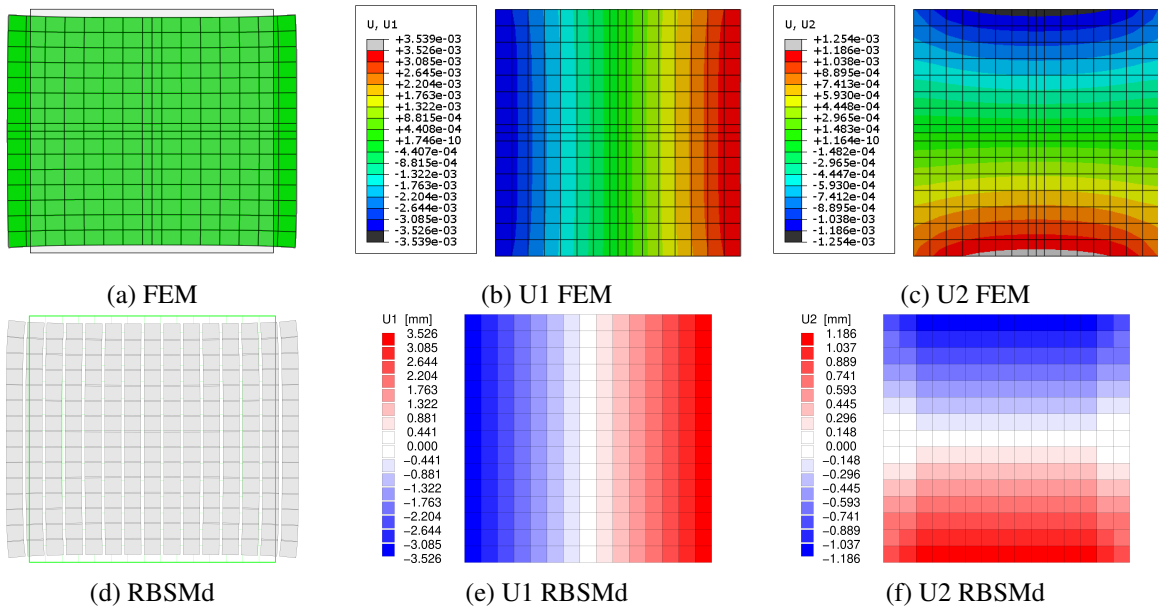 U, U1
+3.539e-03
+3.526e-03
+3.085e-03
+2.645e-03
+2.204e-03
+1.763e-03
+1.322e-03
+8.815e-04
+4.408e-04
+1.746e-10
-4.407e-04
-8.815e-04
-1.322e-03
-1.763e-03
-2.204e-03
-2.644e-03
-3.085e-03
-3.526e-03
-3.539e-03
U, U2
+1.254e-03
+1.186e-03
+1.038e-03
+8.895e-04
+7.413e-04
+5.930e-04
+4.448e-04
+2.965e-04
+1.483e-04
+1.164e-10
-1.482e-04
-2.965e-04
-4.447e-04
-5.930e-04
-7.412e-04
-8.895e-04
-1.038e-03
-1.186e-03
-1.254e-03
(a) FEM
(b) U1 FEM
(c) U2 FEM
U1 [mm]
3.526
3.085
2.644
2.204
1.763
1.322
0.881
0.441
0.000
−0.441
−0.881
−1.322
−1.763
−2.204
−2.644
−3.085
−3.526
U2 [mm]
1.186
1.037
0.889
0.741
0.593
0.445
0.296
0.148
0.000
−0.148
−0.296
−0.445
−0.593
−0.741
−0.889
−1.037
−1.186
(d) RBSMd
(e) U1 RBSMd
(f) U2 RBSMd